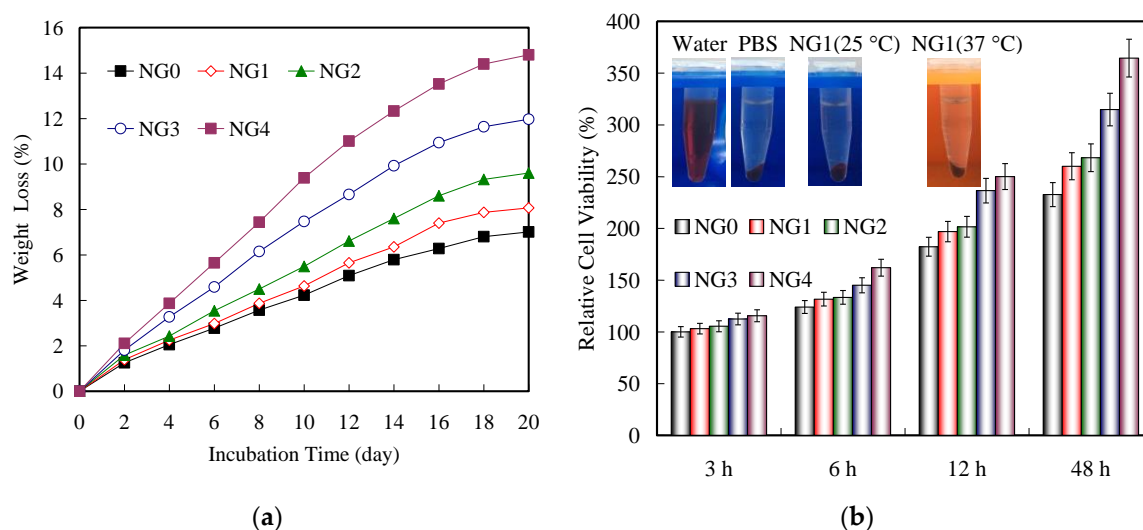 16
14
12
10
8
6
4
2
0
Weight Loss (%)
NG0 NG1 NG2
NG3 NG4
0 2 4 6 8 10 12 14 16 18 20
Incubation Time (day)
(a)
400
350
300
250
200
150
100
50
0
Relative Cell Viability (%)
Water PBS NG1(25 °C) NG1(37 °C)
NG0 NG1 NG2
NG3 NG4
3 h 6 h 12 h 48 h
(b)